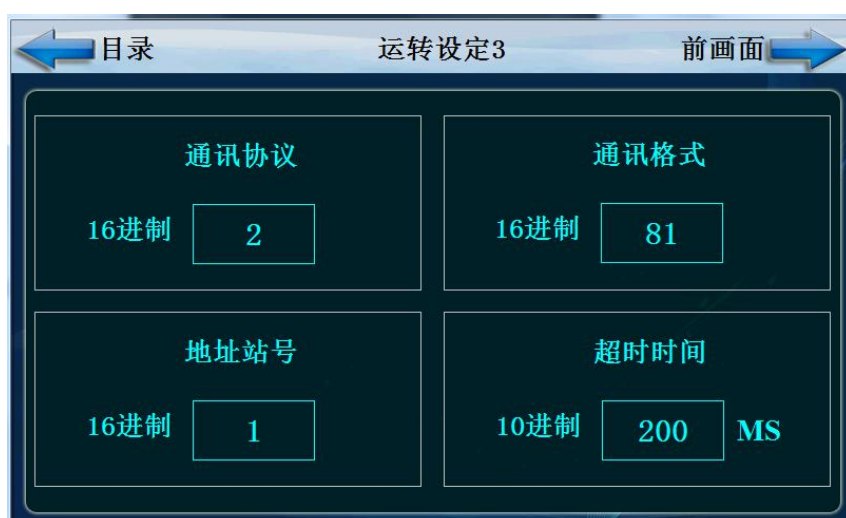 目录 运转设定3 前画面
通讯协议
16进制 2
通讯格式
16进制 81
地址站号
16进制 1
超时时间
10进制 200 MS